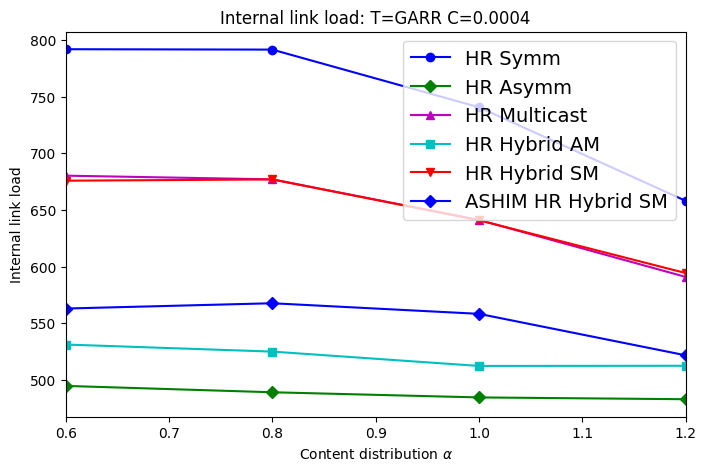 Internal link load: T=GARR C=0.0004
800
750
700
650
600
550
500
Internal link load
HR Symm
HR Asymm
HR Multicast
HR Hybrid AM
HR Hybrid SM
ASHIM HR Hybrid SM
0.6 0.7 0.8 0.9 1.0 1.1 1.2
Content distribution α